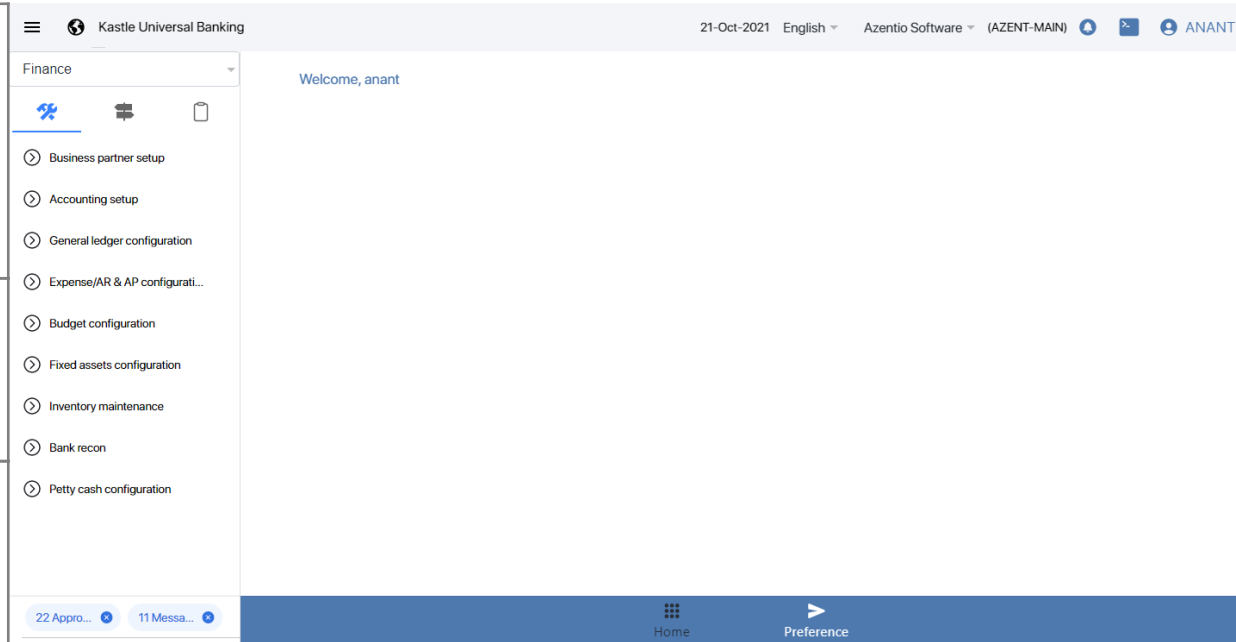 Kastle Universal Banking
21-Oct-2021 English Azentio Software (AZENT-MAIN) ANANT
Finance
Welcome, anant
Business partner setup
Accounting setup
General ledger configuration
Expense/AR & AP configurati...
Budget configuration
Fixed assets configuration
Inventory maintenance
Bank recon
Petty cash configuration
22 Appro... 11 Messa...
Home Preference